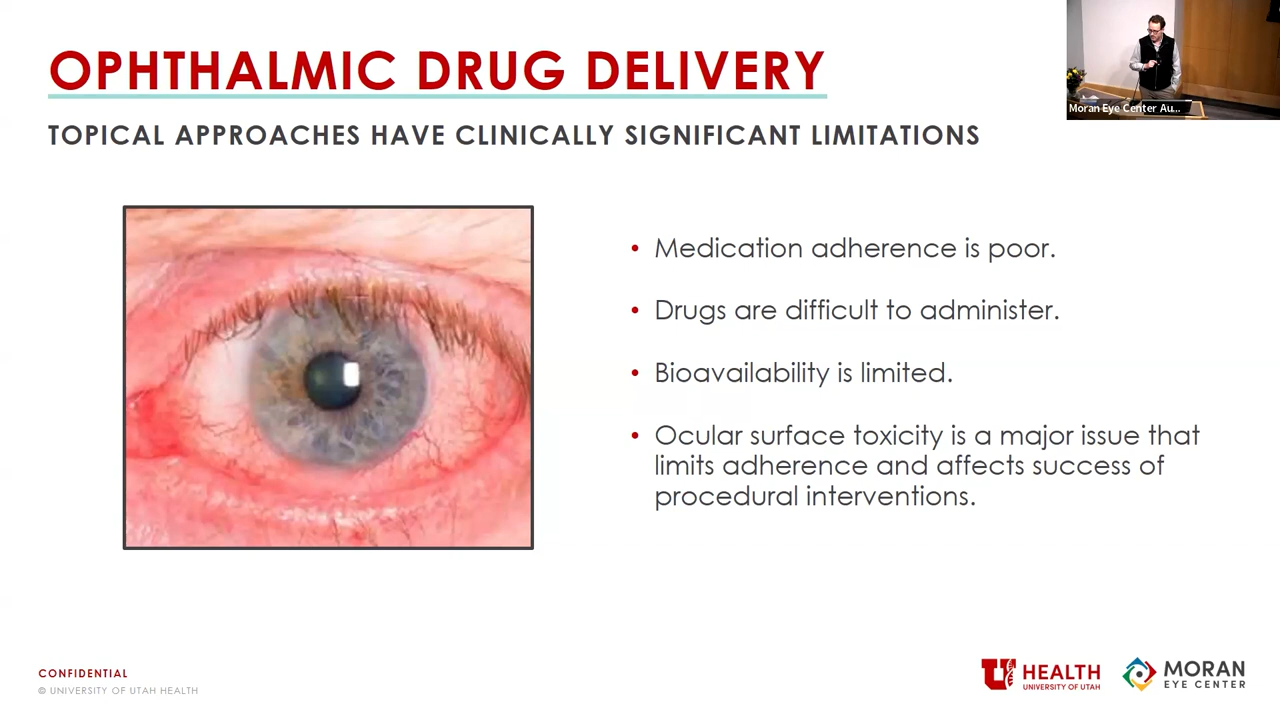 OPHTHALMIC DRUG DELIVERY
Moran Eye Center Au...
TOPICAL APPROACHES HAVE CLINICALLY SIGNIFICANT LIMITATIONS
• Medication adherence is poor.
• Drugs are difficult to administer.
• Bioavailability is limited.
• Ocular surface toxicity is a major issue that
limits adherence and affects success of
procedural interventions.
CONFIDENTIAL
© UNIVERSITY OF UTAH HEALTH
U HEALTH
UNIVERSITY OF UTAH
MORAN
EYE CENTER